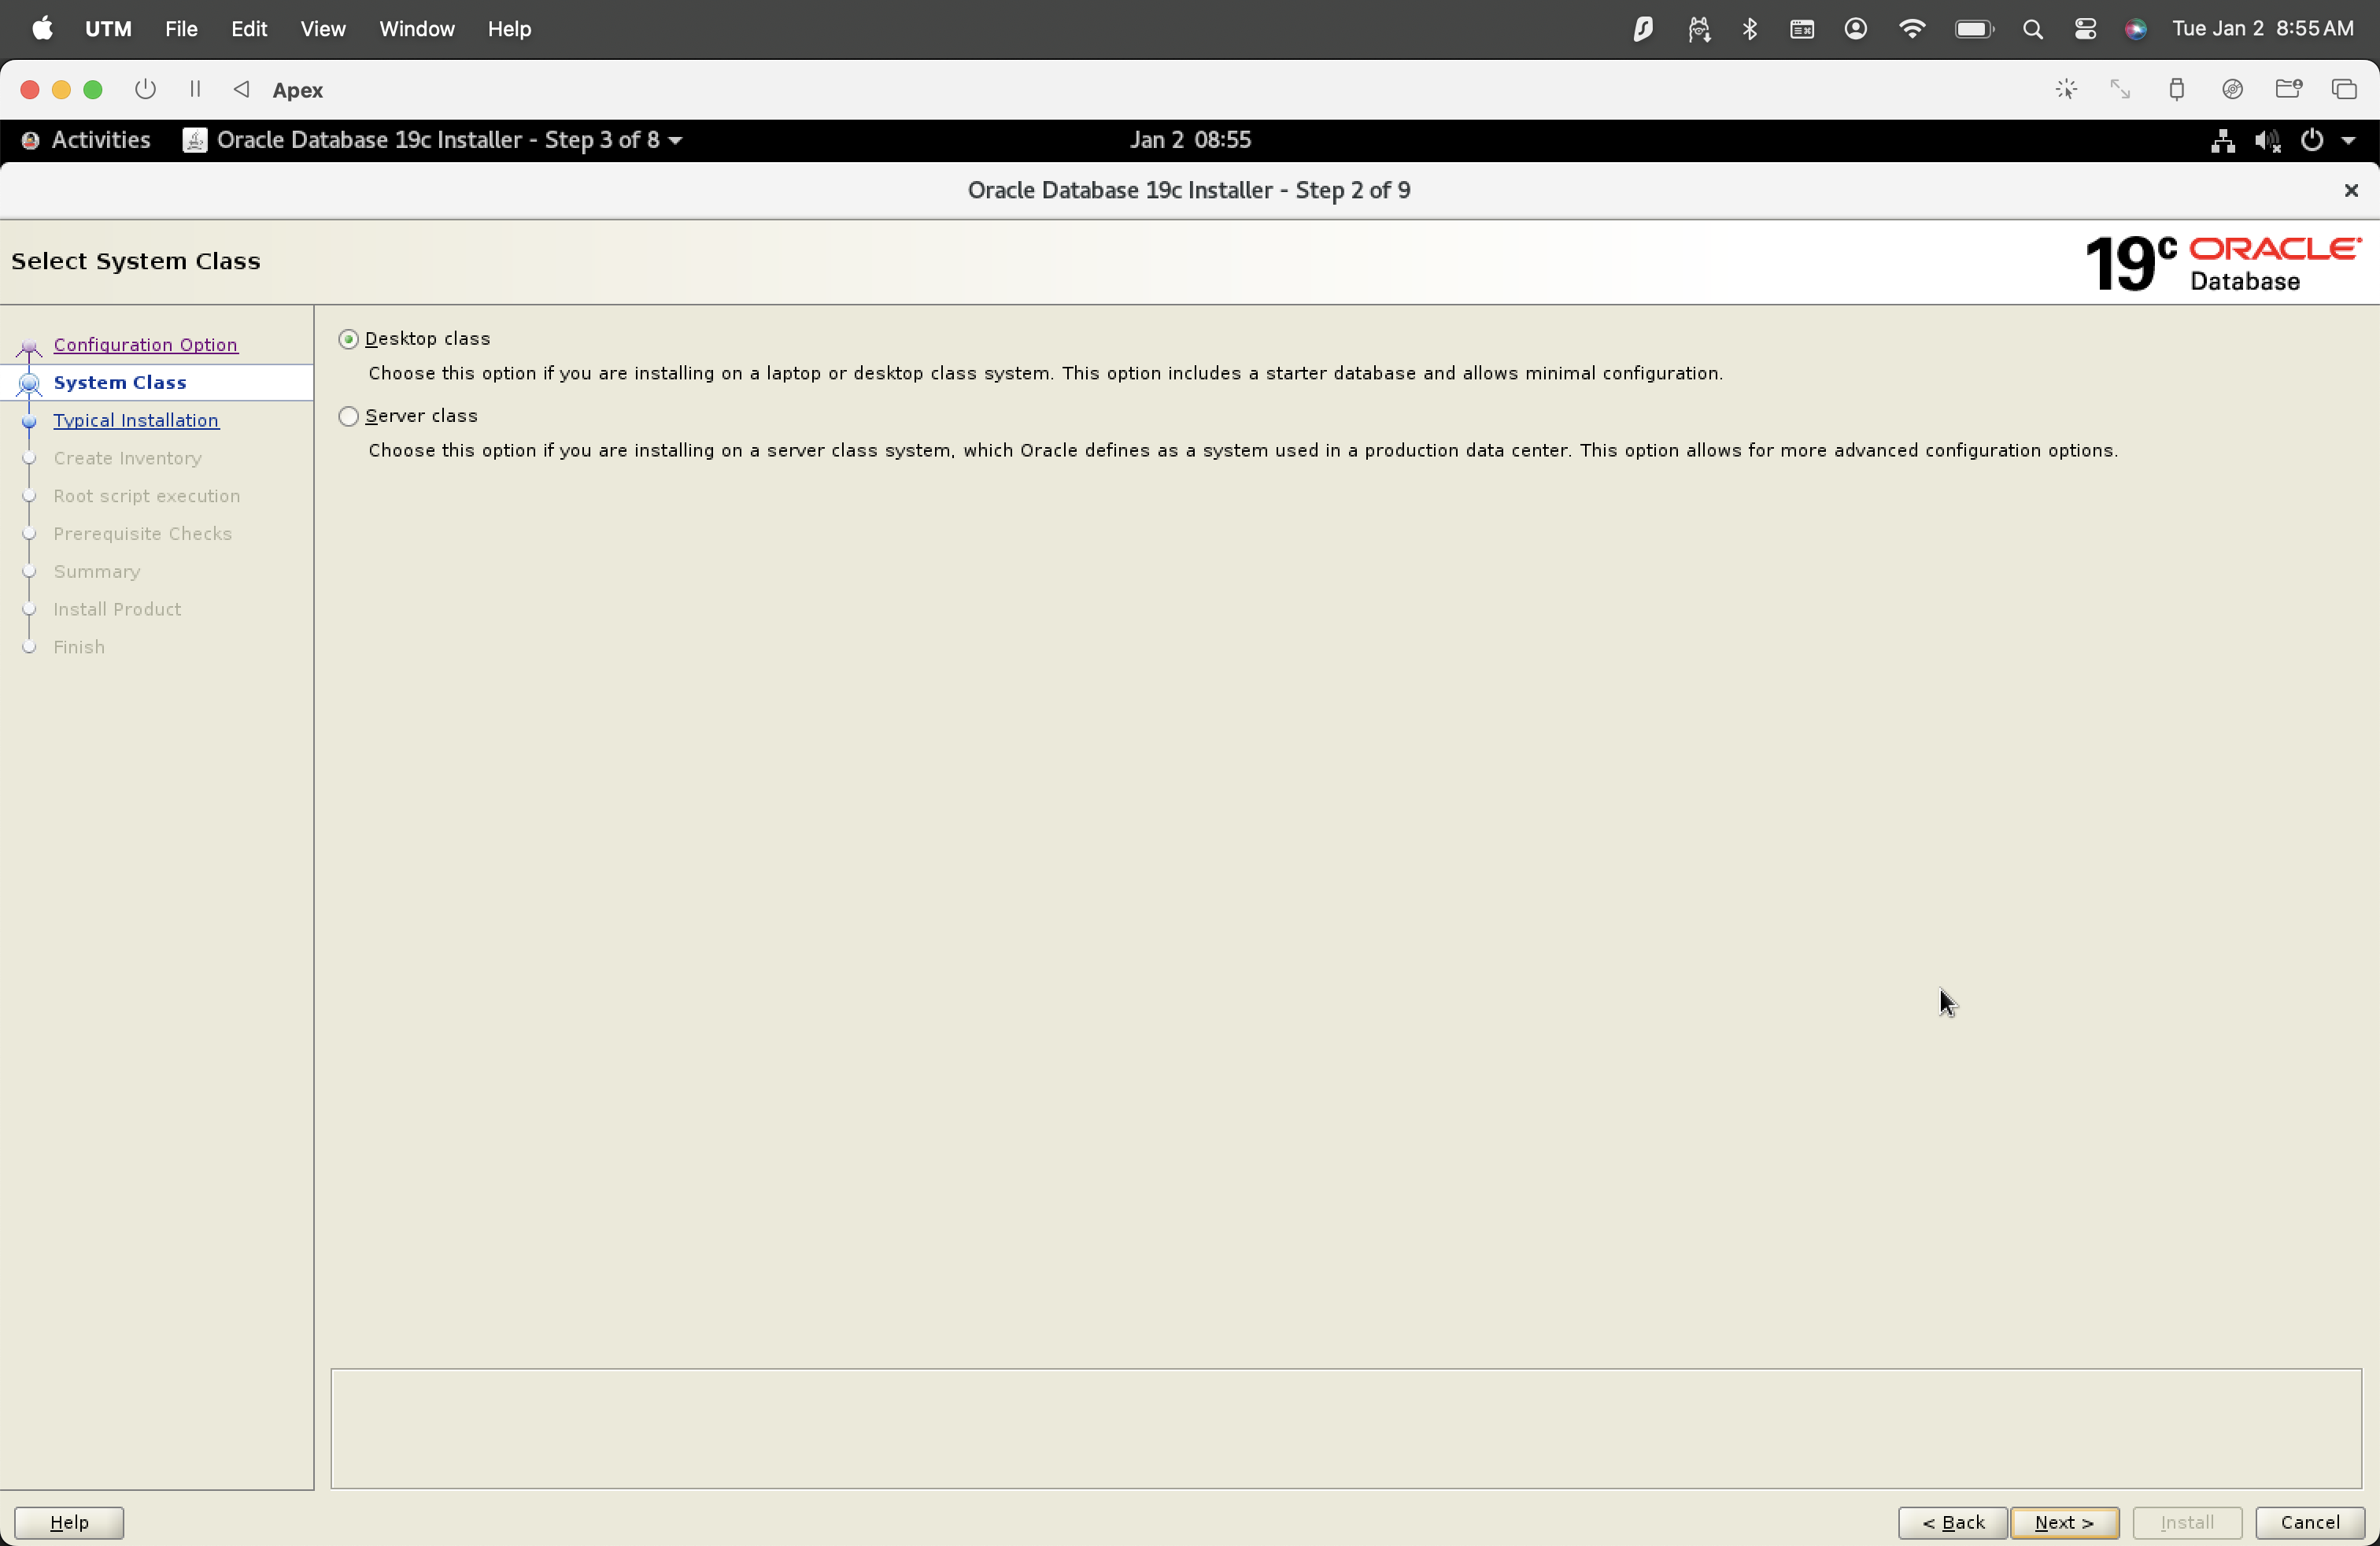 UTM File Edit View Window Help Tue Jan 2 8:55 AM
Apex
Activities Oracle Database 19c Installer - Step 3 of 8 Jan 2 08:55
Oracle Database 19c Installer - Step 2 of 9
Select System Class
19c ORACLE
Database
Configuration Option
System Class
Typical Installation
Create Inventory
Root script execution
Prerequisite Checks
Summary
Install Product
Finish
Desktop class
Choose this option if you are installing on a laptop or desktop class system. This option includes a starter database and allows minimal configuration.
Server class
Choose this option if you are installing on a server class system, which Oracle defines as a system used in a production data center. This option allows for more advanced configuration options.
Help < Back Next > Install Cancel